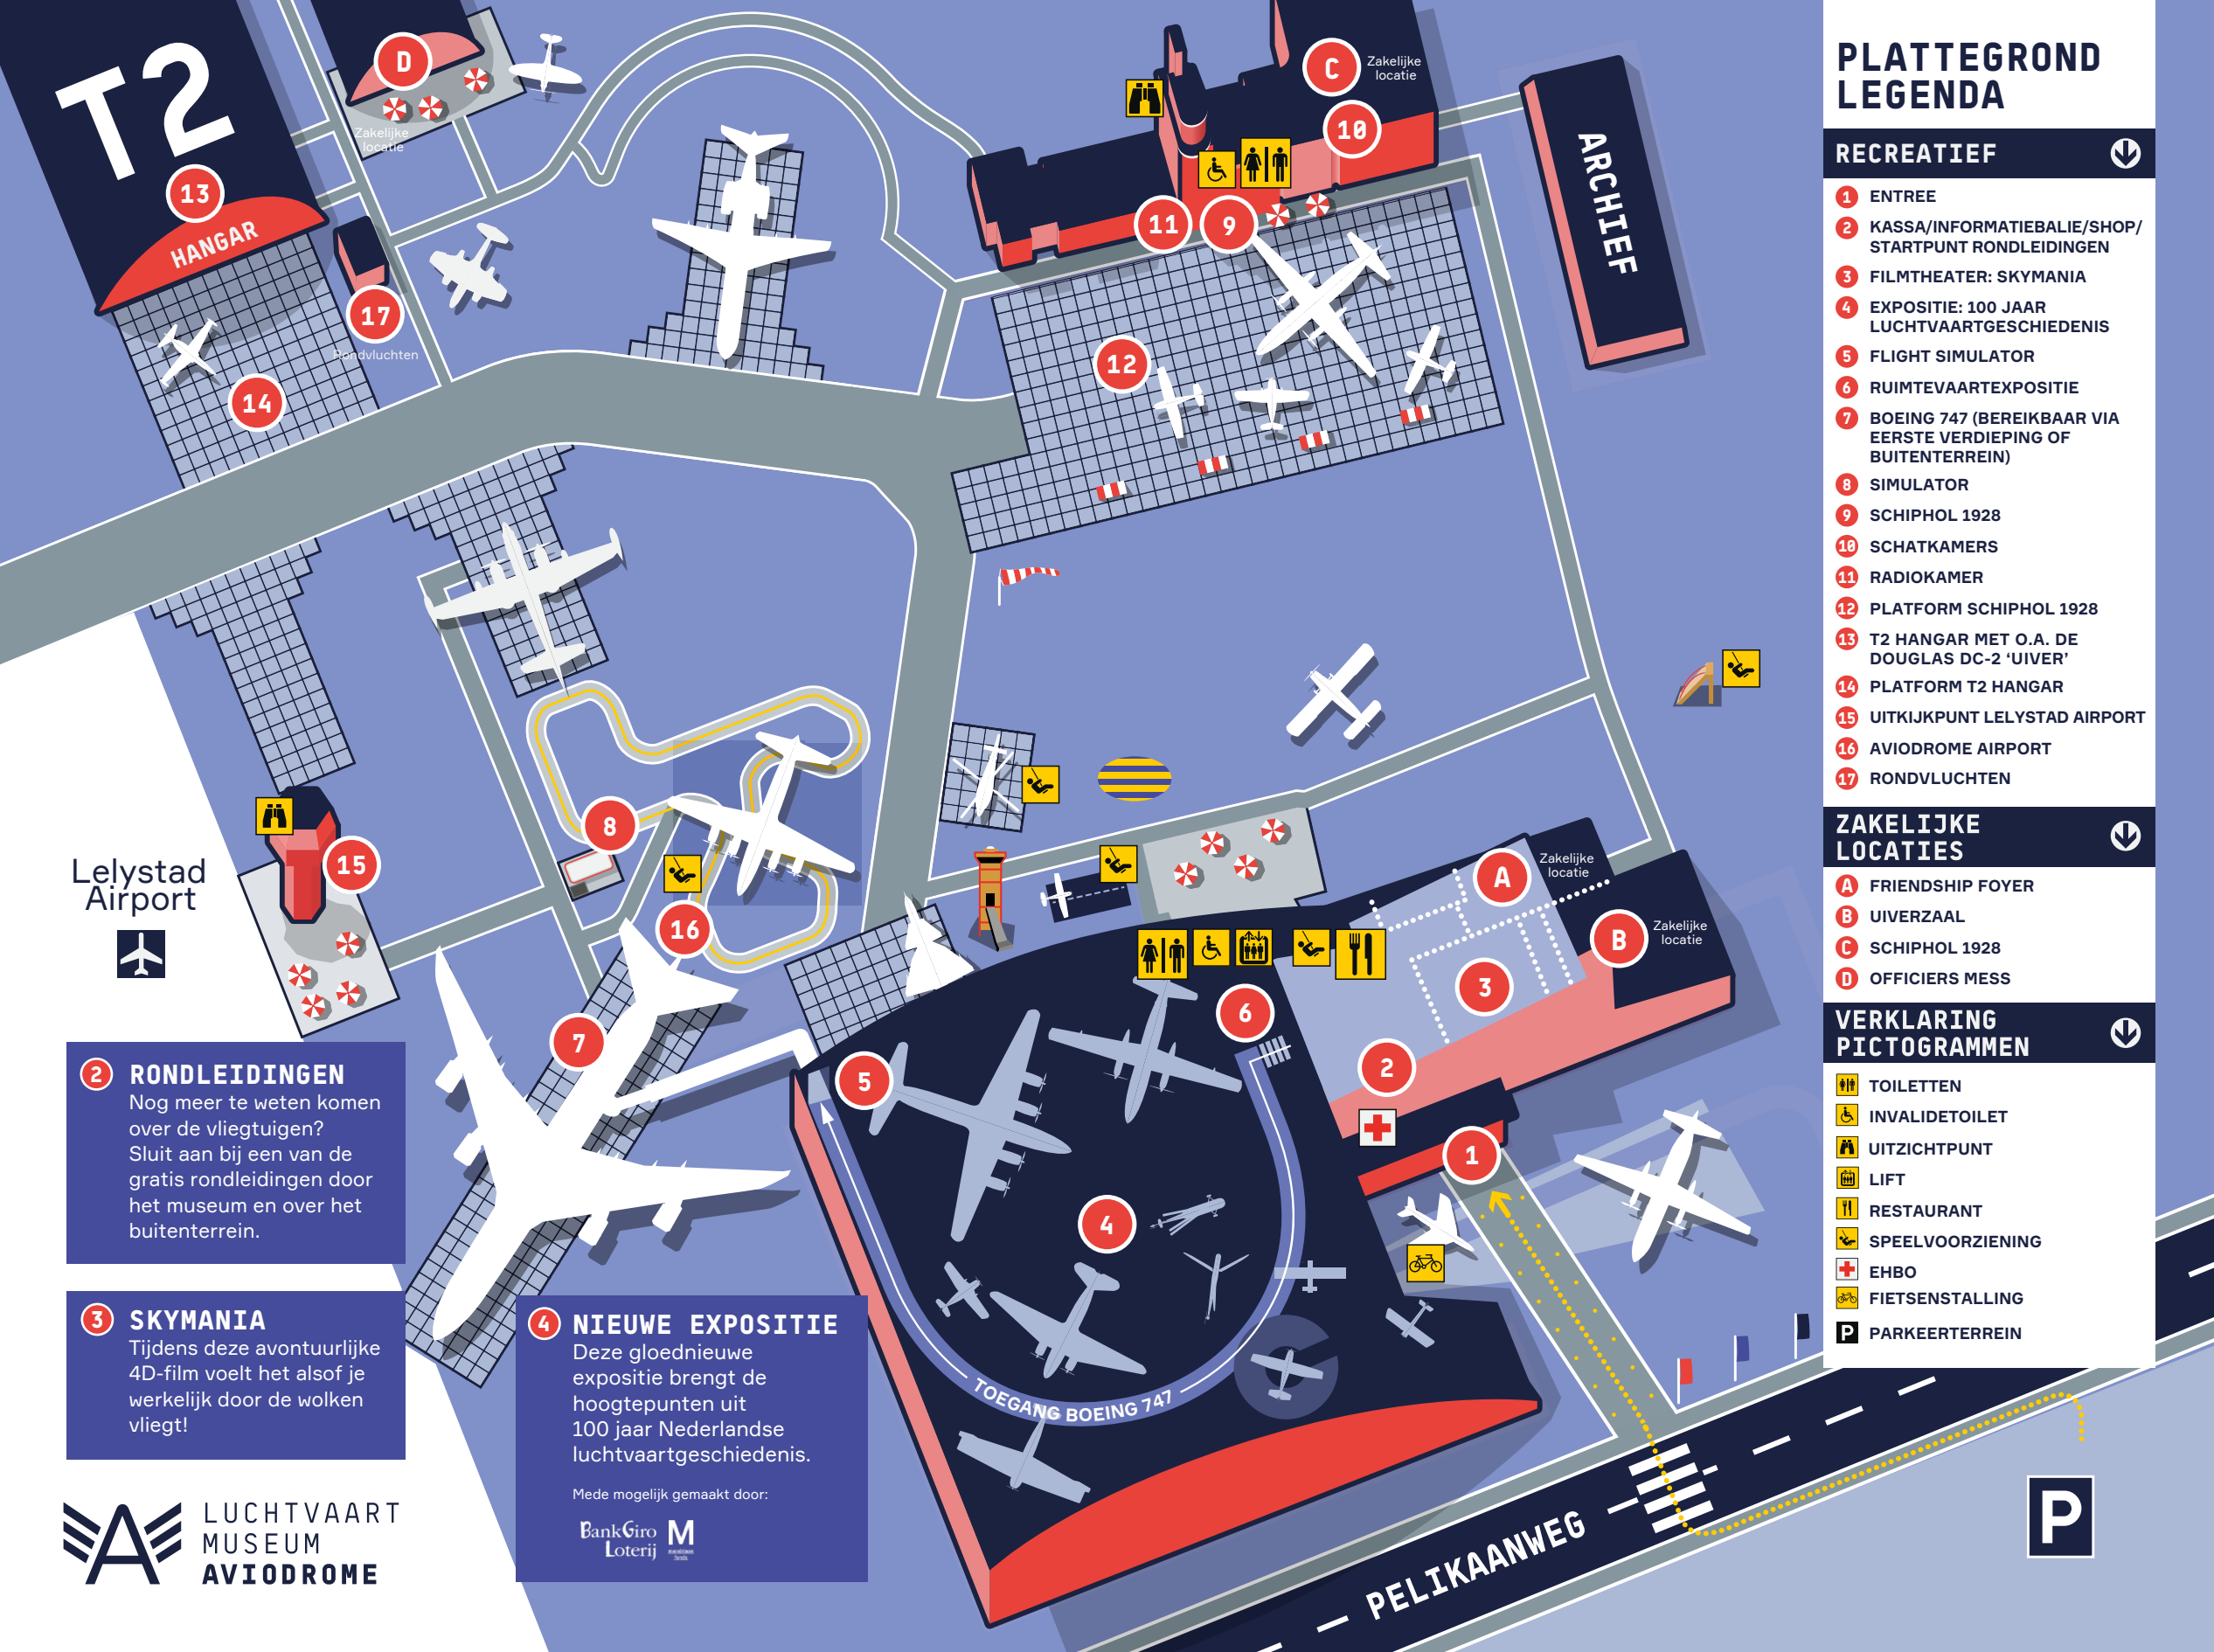 T2
13
HANGAR
14
D
Zakelijke
locatie
17
Rondvluchten
C
Zakelijke
locatie
10
11
9
12
ARCHIEF
8
15
16
7
Lelystad
Airport
A
Zakelijke
locatie
B
Zakelijke
locatie
3
6
2
5
1
4
TOEGANG BOEING 747
PELIKAANWEG
P
2 RONDLEIDINGEN
Nog meer te weten komen
over de vliegtuigen?
Sluit aan bij een van de
gratis rondleidingen door
het museum en over het
buitenterrein.
3 SKYMANIA
Tijdens deze avontuurlijke
4D-film voelt het alsof je
werkelijk door de wolken
vliegt!
4 NIEUWE EXPOSITIE
Deze gloednieuwe
expositie brengt de
hoogtepunten uit
100 jaar Nederlandse
luchtvaartgeschiedenis.
Mede mogelijk gemaakt door:
BankGiro
Loterij
M
LUCHTVAART
MUSEUM
AVIODROME
PLATTEGROND
LEGENDA
RECREATIEF
1 ENTREE
2 KASSA/INFORMATIEBALIE/SHOP/
STARTPUNT RONDLEIDINGEN
3 FILMTHEATER: SKYMANIA
4 EXPOSITIE: 100 JAAR
LUCHTVAARTGESCHIEDENIS
5 FLIGHT SIMULATOR
6 RUIMTEVAARTEXPOSITIE
7 BOEING 747 (BEREIKBAAR VIA
EERSTE VERDIEPING OF
BUITENTERREIN)
8 SIMULATOR
9 SCHIPHOL 1928
10 SCHATKAMERS
11 RADIOKAMER
12 PLATFORM SCHIPHOL 1928
13 T2 HANGAR MET O.A. DE
DOUGLAS DC-2 ‘UIVER’
14 PLATFORM T2 HANGAR
15 UITKIJKPUNT LELYSTAD AIRPORT
16 AVIODROME AIRPORT
17 RONDVLUCHTEN
ZAKELIJKE
LOCATIES
A FRIENDSHIP FOYER
B UIVERZAAL
C SCHIPHOL 1928
D OFFICIERS MESS
VERKLARING
PICTOGRAMMEN
TOILETTEN
INVALIDETOILET
UITZICHTPUNT
LIFT
RESTAURANT
SPEELVOORZIENING
EHBO
FIETSENSTALLING
P PARKEERTERREIN